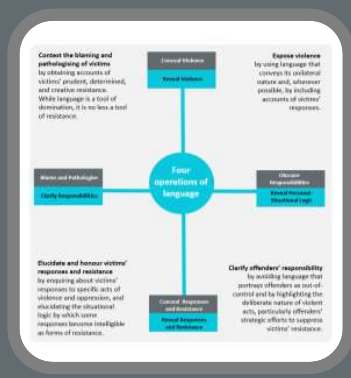 Contest the blaming and
pathologising of victims
by obtaining accounts of
victims' prudent, determined,
and creative resistance.
While language is a tool of
domination, it is no less a tool
of resistance.
Conceal Violence
Reveal Violence
Expose violence
by using language that
conveys its unilateral
nature and, wherever
possible, by including
accounts of victims'
responses.
Blame and Pathologise
Clarify Responsibilities
Four
operations of
language
Obscure
Responsibilities
Reveal Personal-
Situational Logic
Elucidate and honour victims'
responses and resistance
by enquiring about victims'
responses to specific acts of
violence and oppression, and
elucidating the situational
logic by which some
responses become intelligible
as forms of resistance.
Conceal Responses
and Resistance
Reveal Responses
and Resistance
Clarify offenders' responsibility
by avoiding language that
portrays offenders as out-of-
control and by highlighting the
deliberate nature of violent
acts, particularly offenders'
strategic efforts to suppress
victims' resistance.